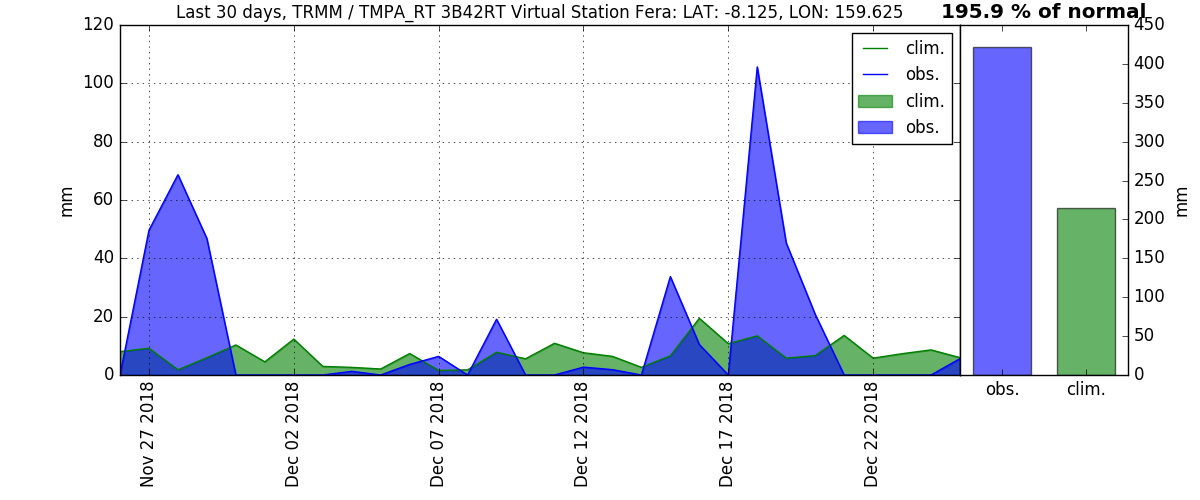 Last 30 days, TRMM / TMPA_RT 3B42RT Virtual Station Fera: LAT: -8.125, LON: 159.625
195.9 % of normal
120
100
80
60
40
20
0
mm
clim.
obs.
clim.
obs.
Nov 27 2018
Dec 02 2018
Dec 07 2018
Dec 12 2018
Dec 17 2018
Dec 22 2018
450
400
350
300
250
200
150
100
50
0
mm
obs.
clim.